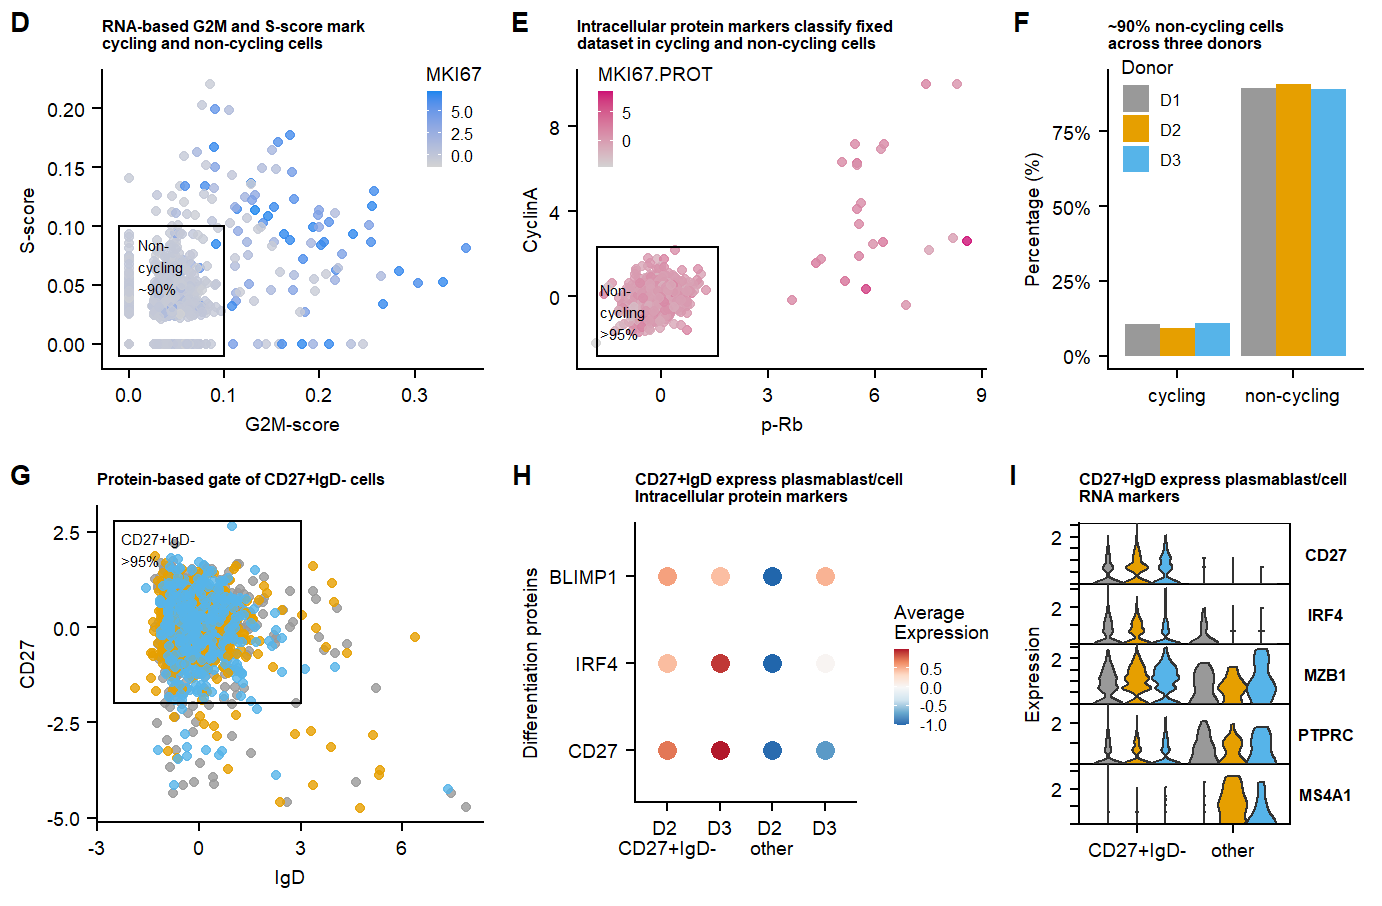 D
RNA-based G2M and S-score mark
cycling and non-cycling cells
MKI67
5.0
2.5
0.0
S-score
0.20
0.15
0.10
0.05
0.00
Non-
cycling
~90%
0.0
0.1
0.2
0.3
G2M-score
E
Intracellular protein markers classify fixed
dataset in cycling and non-cycling cells
MKI67.PROT
5
0
CyclinA
8
4
0
Non-
cycling
>95%
0
3
6
9
p-Rb
F
~90% non-cycling cells
across three donors
Donor
D1
D2
D3
Percentage (%)
75%
50%
25%
0%
cycling
non-cycling
G
Protein-based gate of CD27+IgD- cells
CD27
2.5
0.0
-2.5
-5.0
CD27+IgD-
>95%
-3
0
3
6
IgD
H
CD27+IgD express plasmablast/cell
Intracellular protein markers
Differentiation proteins
BLIMP1
IRF4
CD27
D2
D3
D2
D3
CD27+IgD-
other
Average
Expression
0.5
0.0
-0.5
-1.0
I
CD27+IgD express plasmablast/cell
RNA markers
Expression
2
CD27
2
IRF4
2
MZB1
2
PTPRC
2
MS4A1
CD27+IgD-
other